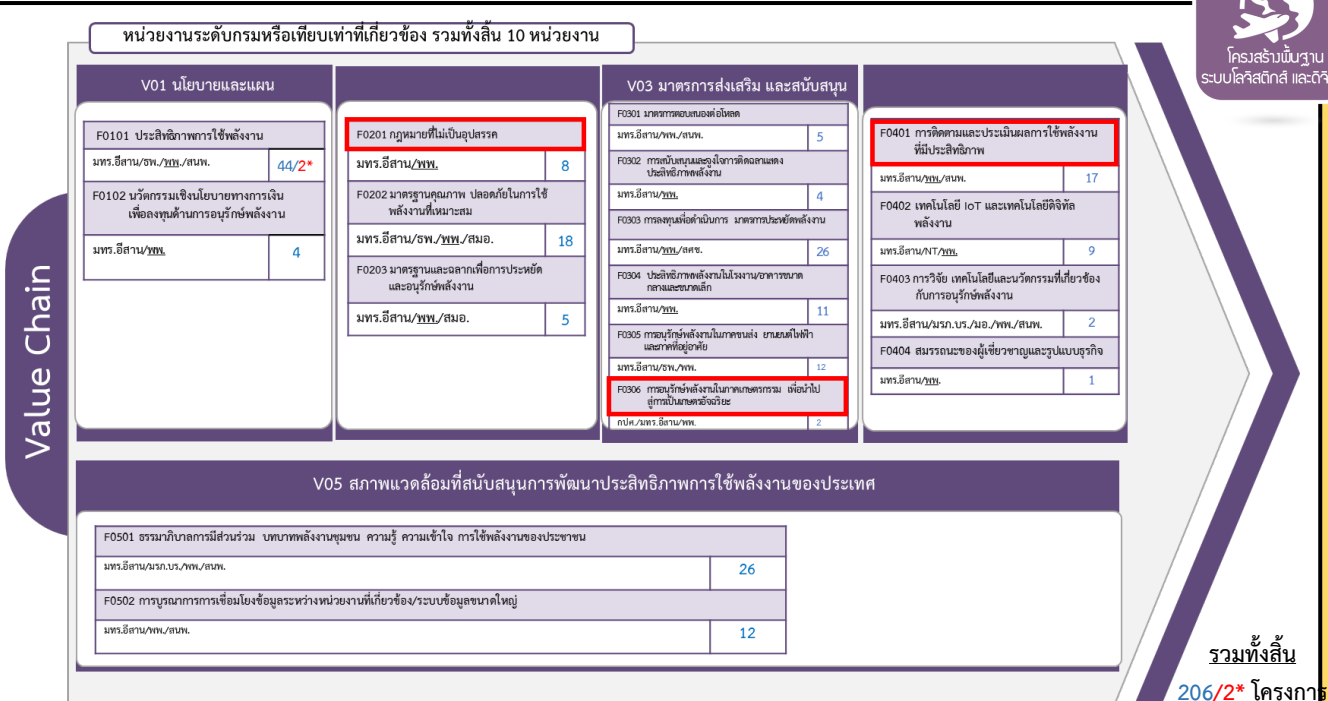 หน่วยงานระดับกรมหรือเทียบเท่าที่เกี่ยวข้อง รวมทั้งสิ้น 10 หน่วยงาน
โครงสร้างพื้นฐาน
ระบบโลจิสติกส์ และดิจิ
Value Chain
V01 นโยบายและแผน
F0101 ประสิทธิภาพการใช้พลังงาน
มทร.อีสาน/ธพ./พพ./สนพ.
44/2*
F0102 นวัตกรรมเชิงนโยบายทางการเงิน
เพื่อลงทุนด้านการอนุรักษ์พลังงาน
มทร.อีสาน/พพ.
4
F0201 กฎหมายที่ไม่เป็นอุปสรรค
มทร.อีสาน/พพ.
8
F0202 มาตรฐานคุณภาพ ปลอดภัยในการใช้
พลังงานที่เหมาะสม
มทร.อีสาน/ธพ./พพ./สมอ.
18
F0203 มาตรฐานและฉลากเพื่อการประหยัด
และอนุรักษ์พลังงาน
มทร.อีสาน/พพ./สมอ.
5
V03 มาตรการส่งเสริม และสนับสนุน
F0301 มาตรการตอบสนองต่อโหลด
มทร.อีสาน/พพ./สนพ.
5
F0302 การสนับสนุนและจูงใจการติดฉลากแสดง
ประสิทธิภาพพลังงาน
มทร.อีสาน/พพ.
4
F0303 การลงทุนเพื่อดำเนินการ มาตรการประหยัดพลังงาน
มทร.อีสาน/พพ./สศช.
26
F0304 ประสิทธิภาพพลังงานในโรงงาน/อาคารขนาด
กลางและขนาดเล็ก
มทร.อีสาน/พพ.
11
F0305 การอนุรักษ์พลังงานในภาคขนส่ง ยานยนต์ไฟฟ้า
และภาคที่อยู่อาศัย
มทร.อีสาน/ธพ./พพ.
12
F0306 การอนุรักษ์พลังงานในภาคเกษตรกรรม เพื่อนำไป
สู่การเป็นเกษตรอัจฉริยะ
กปศ./มทร.อีสาน/พพ.
2
F0401 การติดตามและประเมินผลการใช้พลังงาน
ที่มีประสิทธิภาพ
มทร.อีสาน/พพ./สนพ.
17
F0402 เทคโนโลยี IoT และเทคโนโลยีดิจิทัล
พลังงาน
มทร.อีสาน/NT/พพ.
9
F0403 การวิจัย เทคโนโลยีและนวัตกรรมที่เกี่ยวข้อง
กับการอนุรักษ์พลังงาน
มทร.อีสาน/มรภ.บร./มอ./พพ./สนพ.
2
F0404 สมรรถนะของผู้เชี่ยวชาญและรูปแบบธุรกิจ
มทร.อีสาน/พพ.
1
V05 สภาพแวดล้อมที่สนับสนุนการพัฒนาประสิทธิภาพการใช้พลังงานของประเทศ
F0501 ธรรมาภิบาลการมีส่วนร่วม บทบาทพลังงานชุมชน ความรู้ ความเข้าใจ การใช้พลังงานของประชาชน
มทร.อีสาน/มรภ.บร./พพ./สนพ.
26
F0502 การบูรณาการการเชื่อมโยงข้อมูลระหว่างหน่วยงานที่เกี่ยวข้อง/ระบบข้อมูลขนาดใหญ่
มทร.อีสาน/พพ./สนพ.
12
รวมทั้งสิ้น
206/2* โครงการ